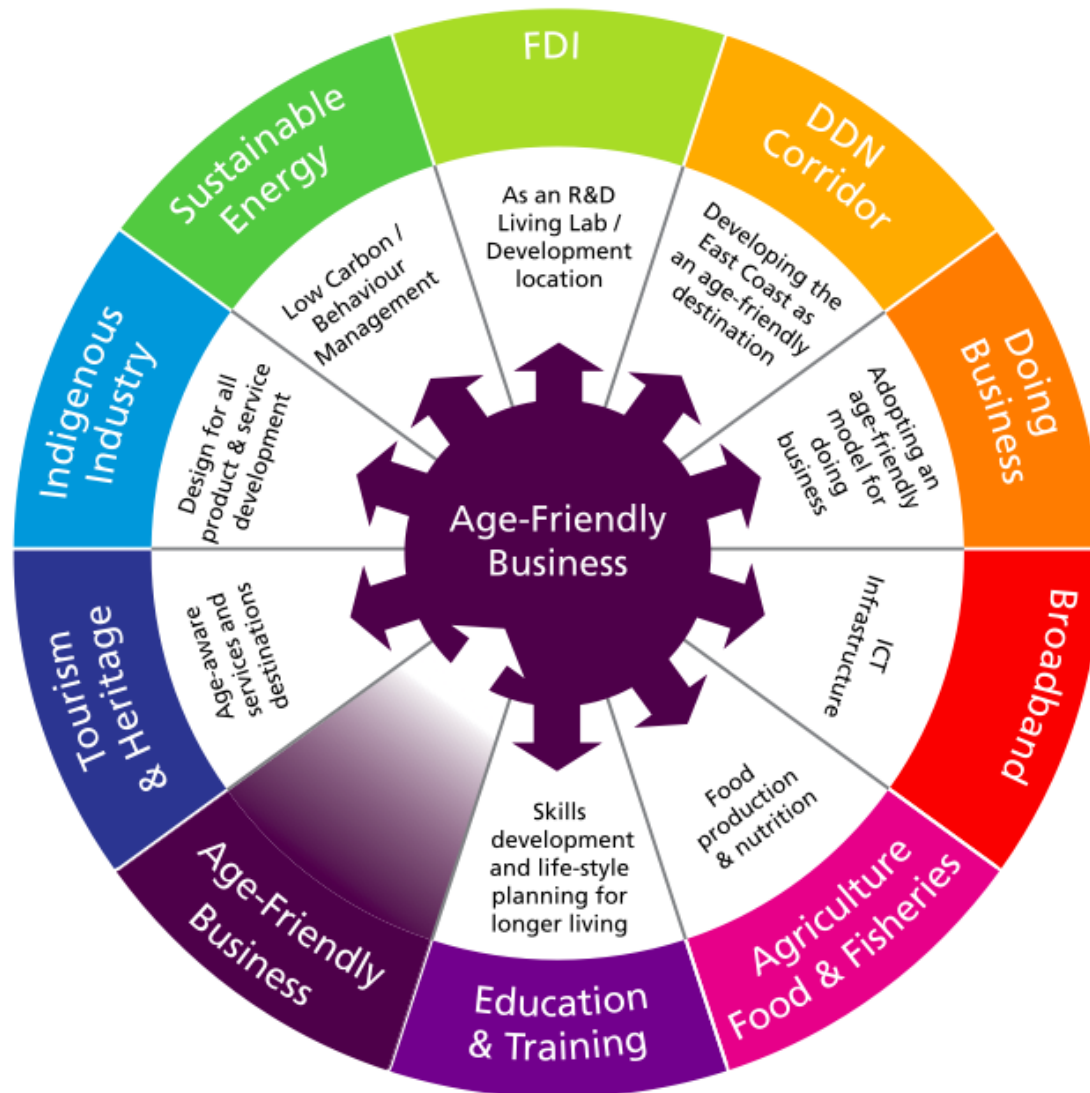 FDI
As an R&D
Living Lab /
Development
location
DDN
Corridor
Developing the
East Coast as
an age-friendly
destination
Doing
Business
Adopting an
age-friendly
model for
doing
business
Broadband
ICT
Infrastructure
Agriculture
Food & Fisheries
Food
production
& nutrition
Education
& Training
Skills
development
and life-style
planning for
longer living
Age-Friendly
Business
Tourism
& Heritage
Age-aware
services and
destinations
Indigenous
Industry
Design for all
product & service
development
Sustainable
Energy
Low Carbon /
Behaviour
Management
Age-Friendly
Business